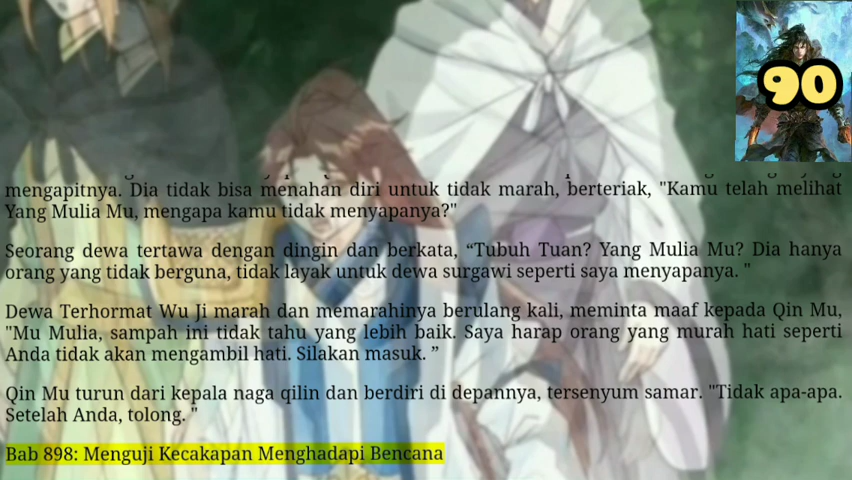 90
mengapitnya. Dia tidak bisa menahan diri untuk tidak marah, berteriak, "Kamu telah melihat
Yang Mulia Mu, mengapa kamu tidak menyapanya?"
Seorang dewa tertawa dengan dingin dan berkata, “Tubuh Tuan? Yang Mulia Mu? Dia hanya
orang yang tidak berguna, tidak layak untuk dewa surgawi seperti saya menyapanya. "
Dewa Terhormat Wu Ji marah dan memarahinya berulang kali, meminta maaf kepada Qin Mu,
"Mu Mulia, sampah ini tidak tahu yang lebih baik. Saya harap orang yang murah hati seperti
Anda tidak akan mengambil hati. Silakan masuk. ”
Qin Mu turun dari kepala naga qilin dan berdiri di depannya, tersenyum samar. "Tidak apa-apa.
Setelah Anda, tolong. "
Bab 898: Menguji Kecakapan Menghadapi Bencana